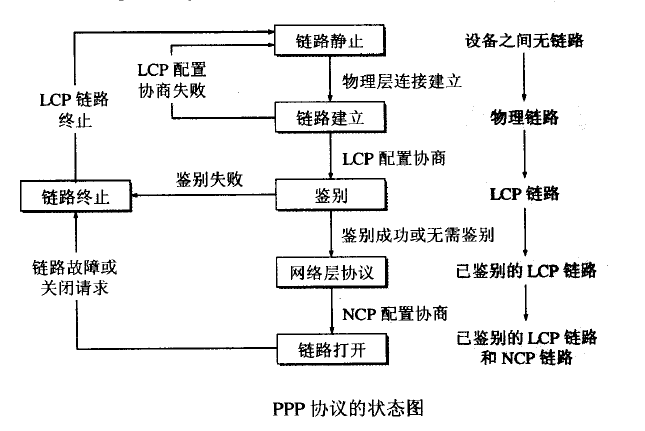 链路静止
设备之间无链路
LCP 配置
协商失败
物理层连接建立
LCP 链路
终止
链路建立
物理链路
LCP 配置协商
鉴别失败
链路终止
鉴别
LCP 链路
鉴别成功或无需鉴别
链路故障或
关闭请求
网络层协议
已鉴别的 LCP 链路
NCP 配置协商
链路打开
已鉴别的 LCP 链路
和 NCP 链路
PPP 协议的状态图